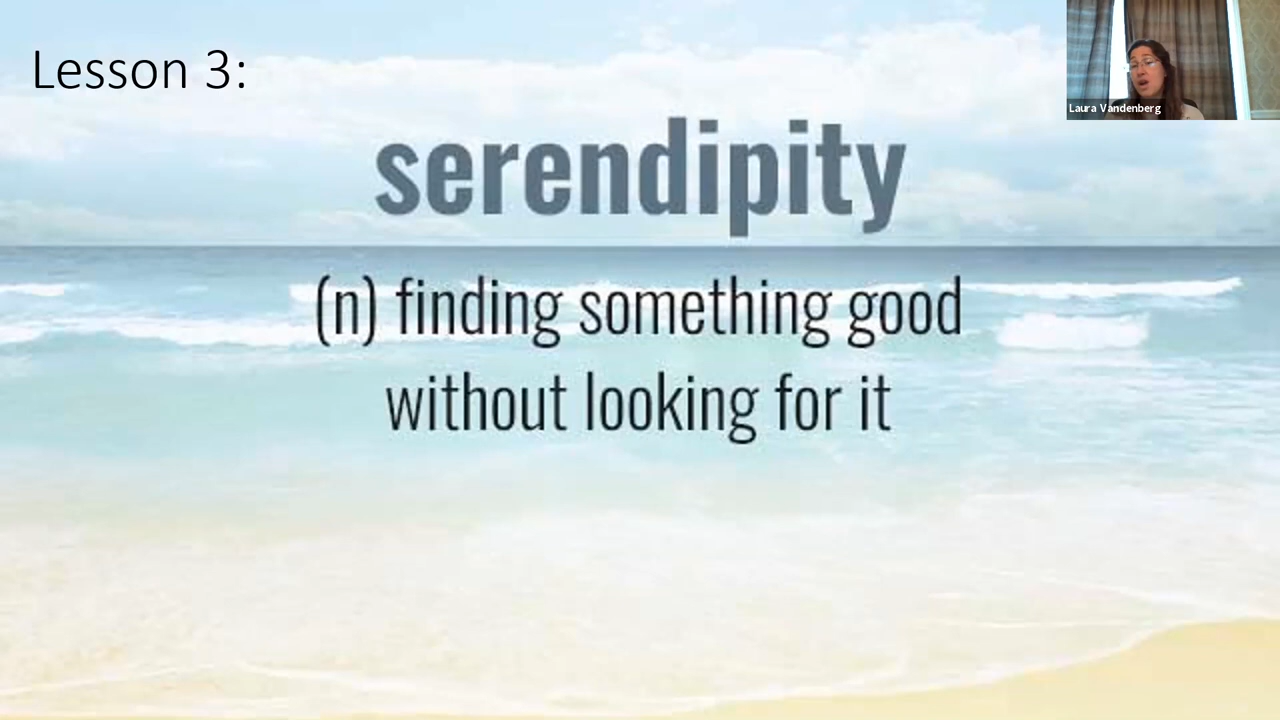 Lesson 3:
Laura Vandenberg
serendipity
(n) finding something good
without looking for it